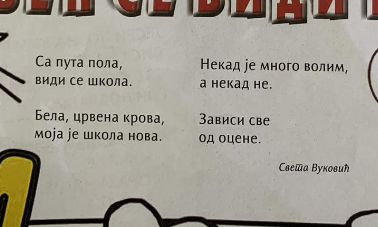 Са пута пола,
види се школа.
Бела, црвена крова,
моја је школа нова.
Некад је много волим,
а некад не.
Зависи све
од оцене.
Света Вуковић